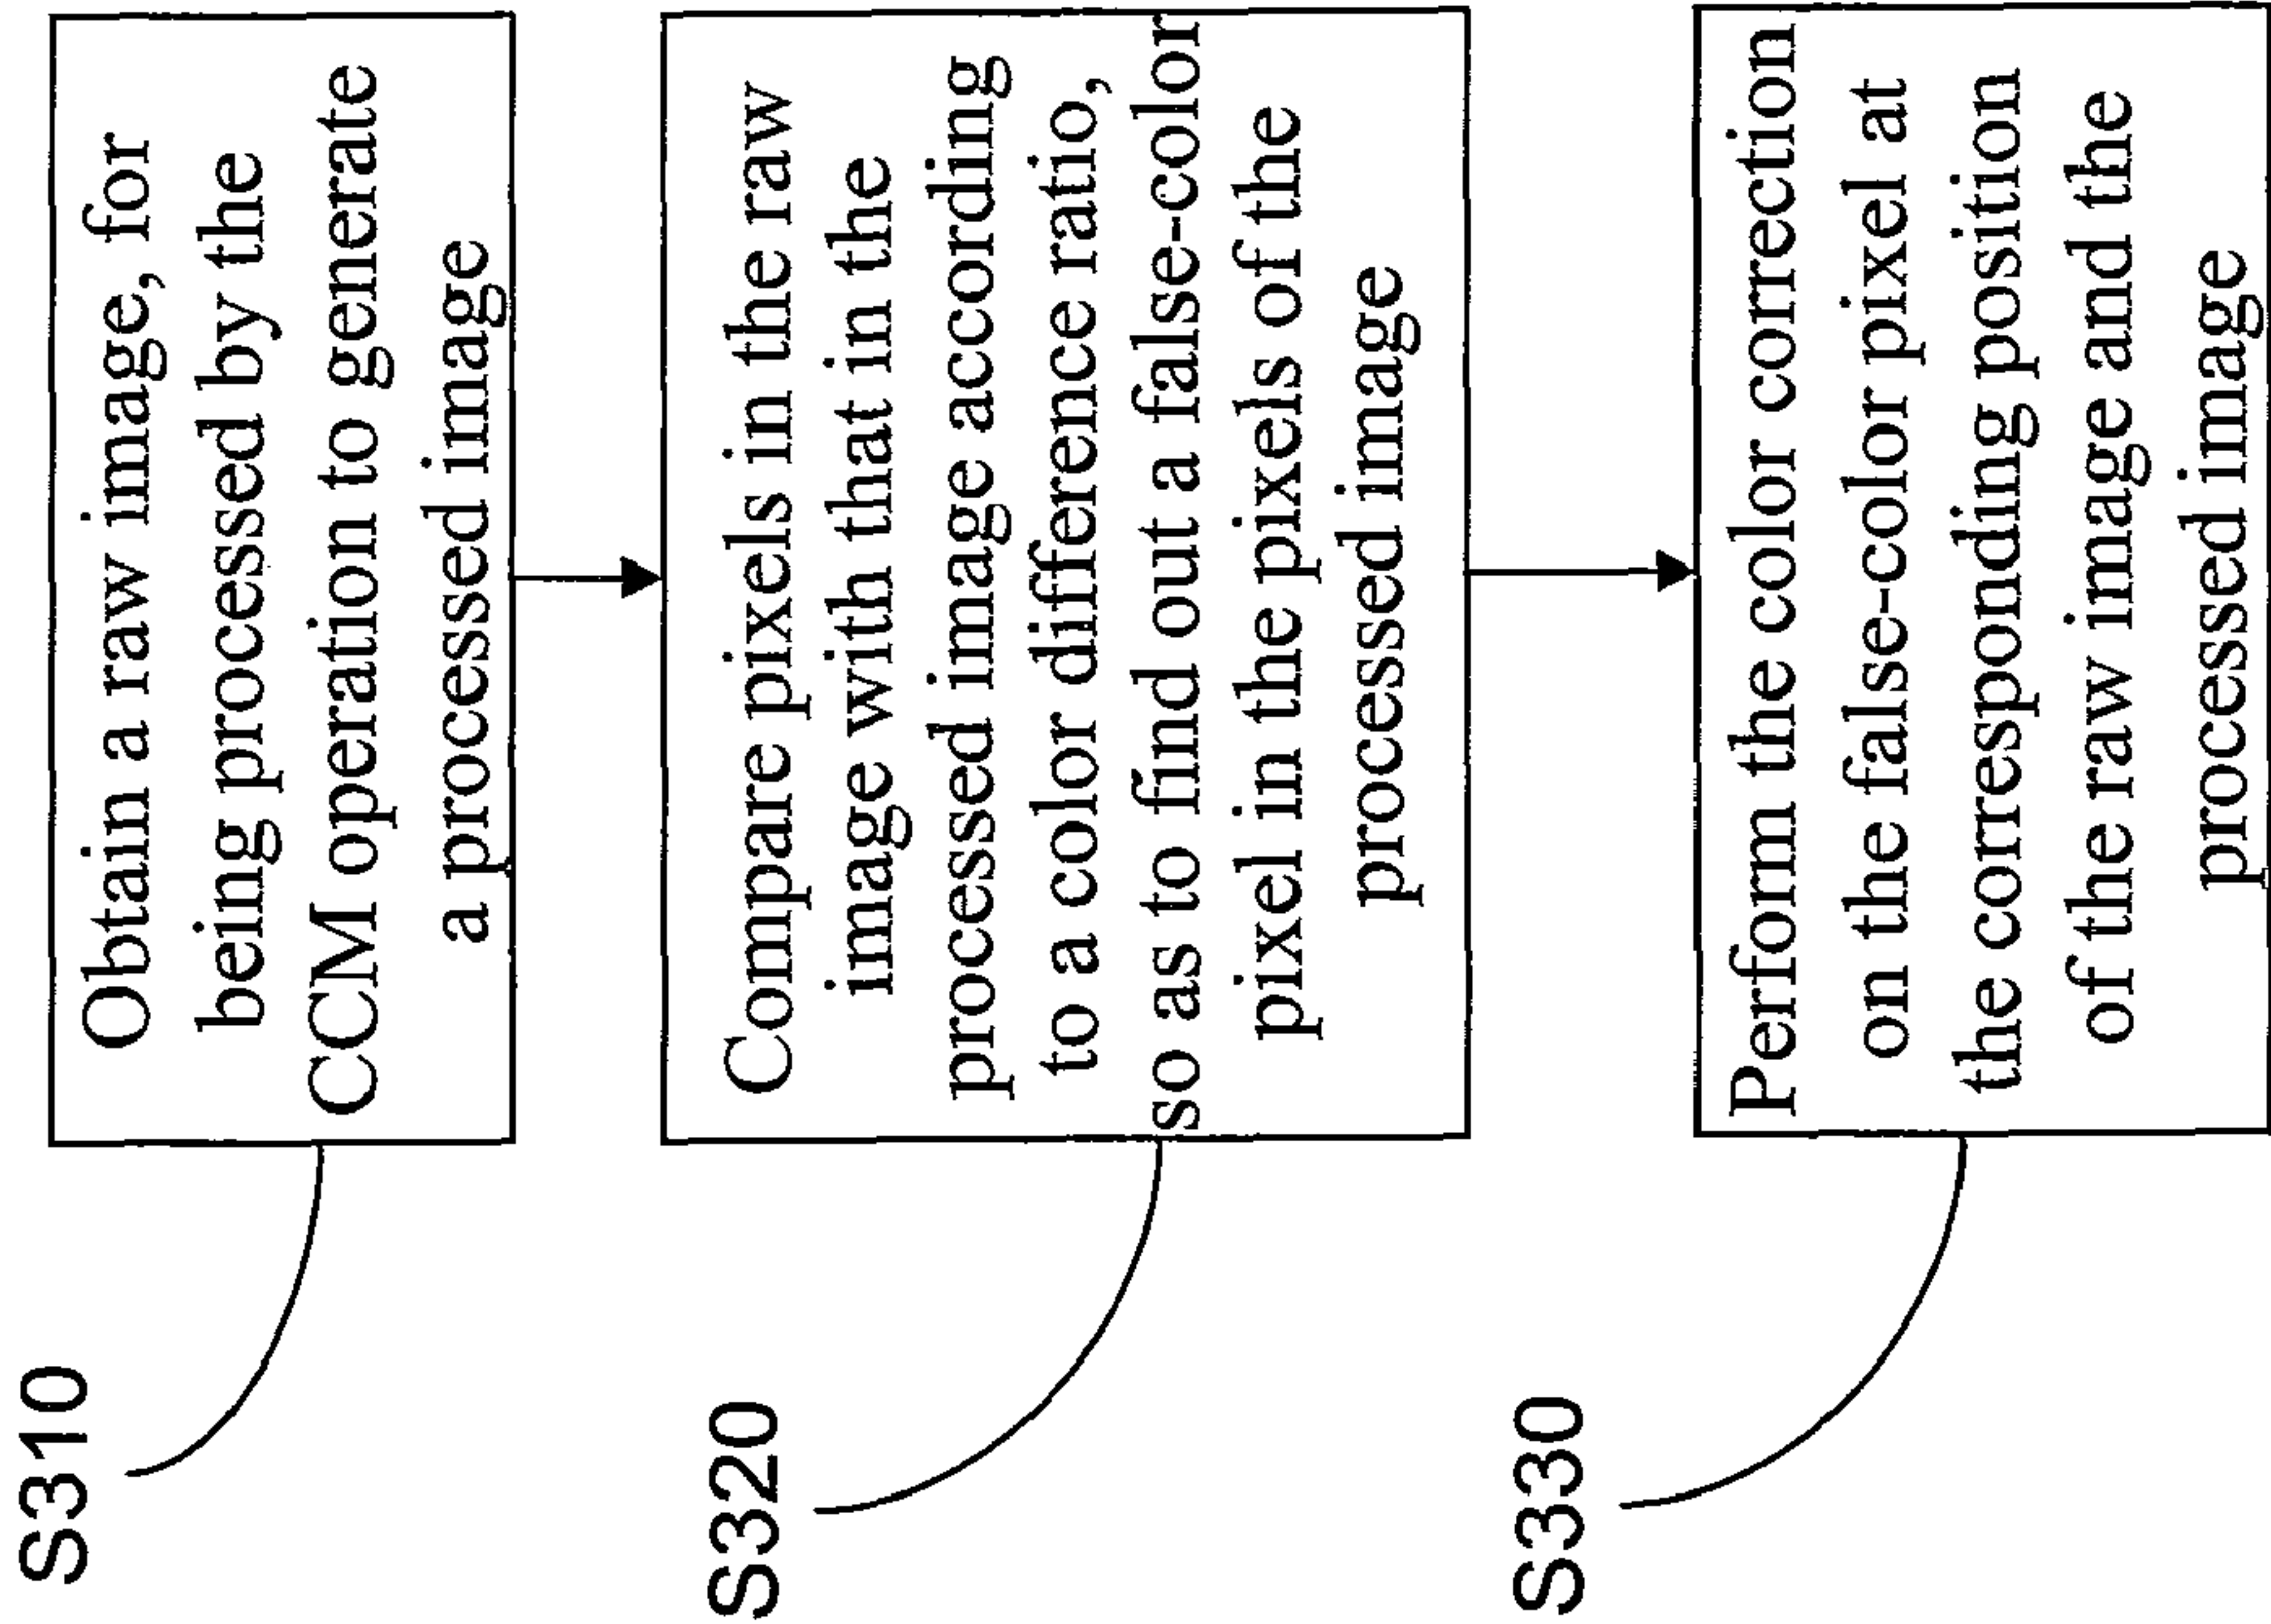 S310
Obtain a raw image, for
being processed by the
CCM operation to generate
a processed image
S320
Compare pixels in the raw
image with that in the
processed image according
to a color difference ratio,
so as to find out a false-color
pixel in the pixels of the
processed image
S330
Perform the color correction
on the false-color pixel at
the corresponding position
of the raw image and the
processed image